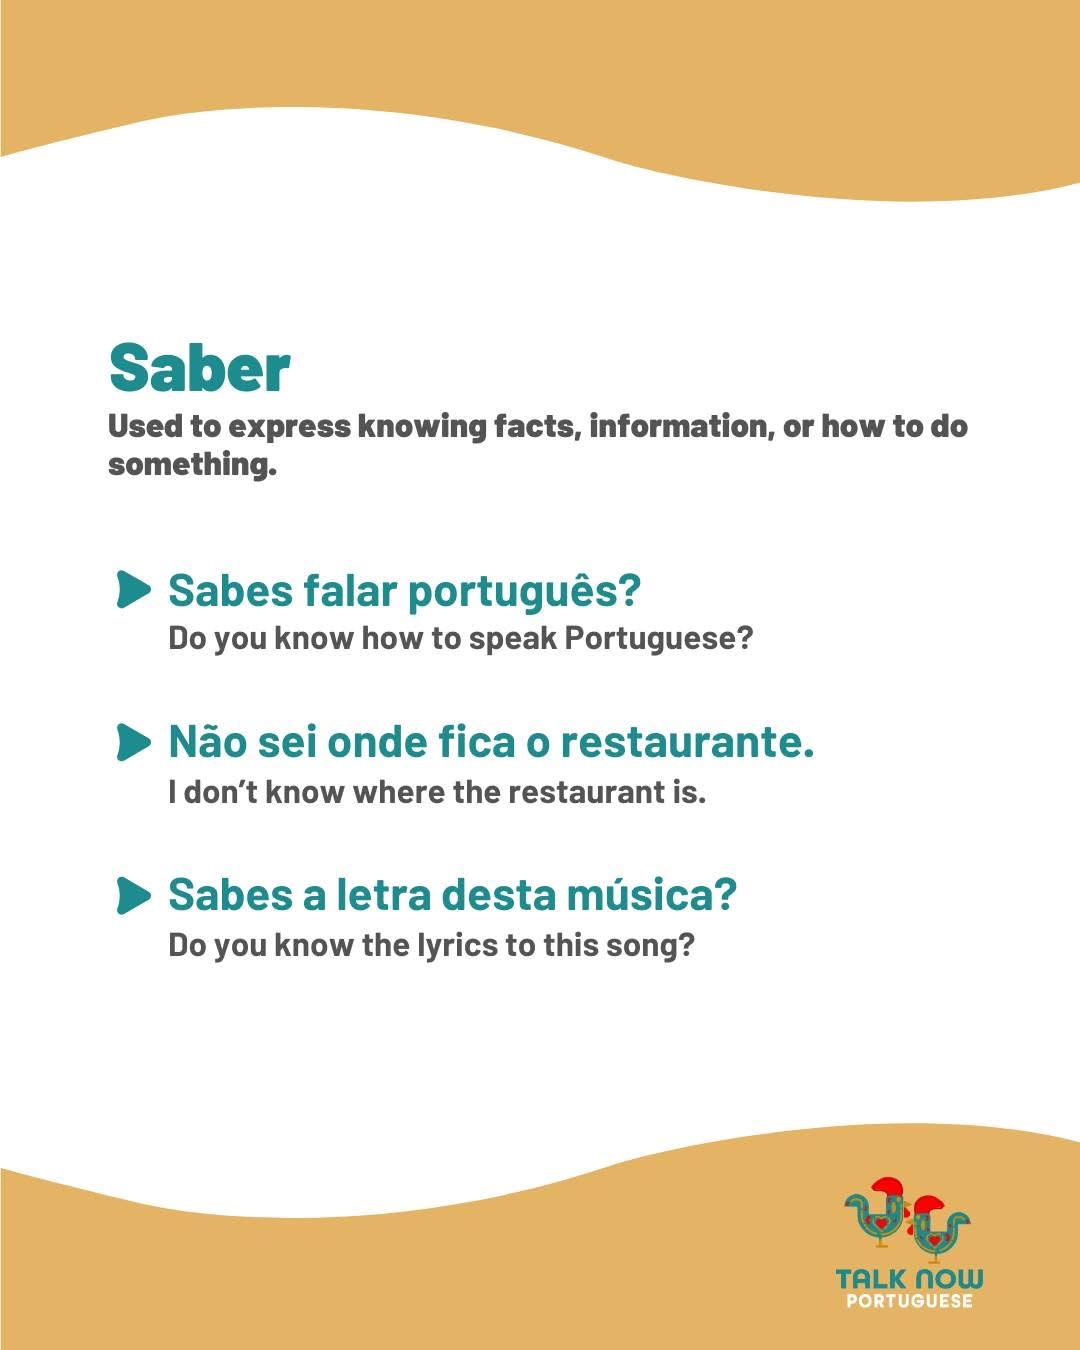 Saber
Used to express knowing facts, information, or how to do
something.
Sabes falar português?
Do you know how to speak Portuguese?
Não sei onde fica o restaurante.
I don’t know where the restaurant is.
Sabes a letra desta música?
Do you know the lyrics to this song?
TALK NOW
PORTUGUESE